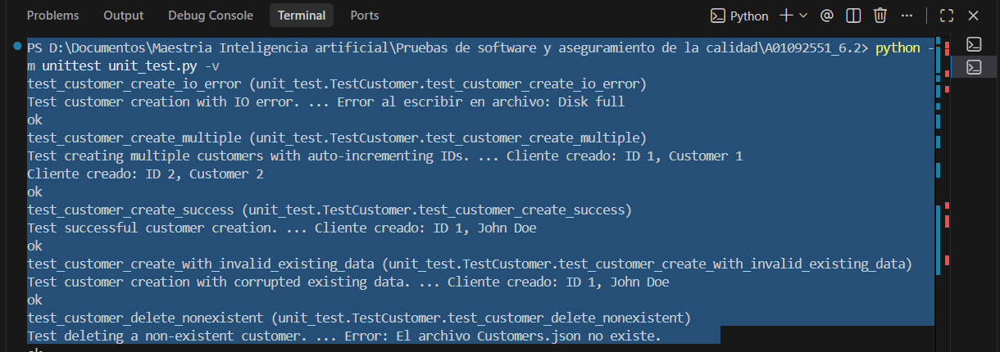 Problems Output Debug Console Terminal Ports Python
PS D:\Documentos\Maestria Inteligencia artificial\Pruebas de software y aseguramiento de la calidad\A01092551_6.2> python -
m unittest unit_test.py -v
test_customer_create_io_error (unit_test.TestCustomer.test_customer_create_io_error)
Test customer creation with IO error. ... Error al escribir en archivo: Disk full
ok
test_customer_create_multiple (unit_test.TestCustomer.test_customer_create_multiple)
Test creating multiple customers with auto-incrementing IDs. ... Cliente creado: ID 1, Customer 1
Cliente creado: ID 2, Customer 2
ok
test_customer_create_success (unit_test.TestCustomer.test_customer_create_success)
Test successful customer creation. ... Cliente creado: ID 1, John Doe
ok
test_customer_create_with_invalid_existing_data (unit_test.TestCustomer.test_customer_create_with_invalid_existing_data)
Test customer creation with corrupted existing data. ... Cliente creado: ID 1, John Doe
ok
test_customer_delete_nonexistent (unit_test.TestCustomer.test_customer_delete_nonexistent)
Test deleting a non-existent customer. ... Error: El archivo Customers.json no existe.
ok